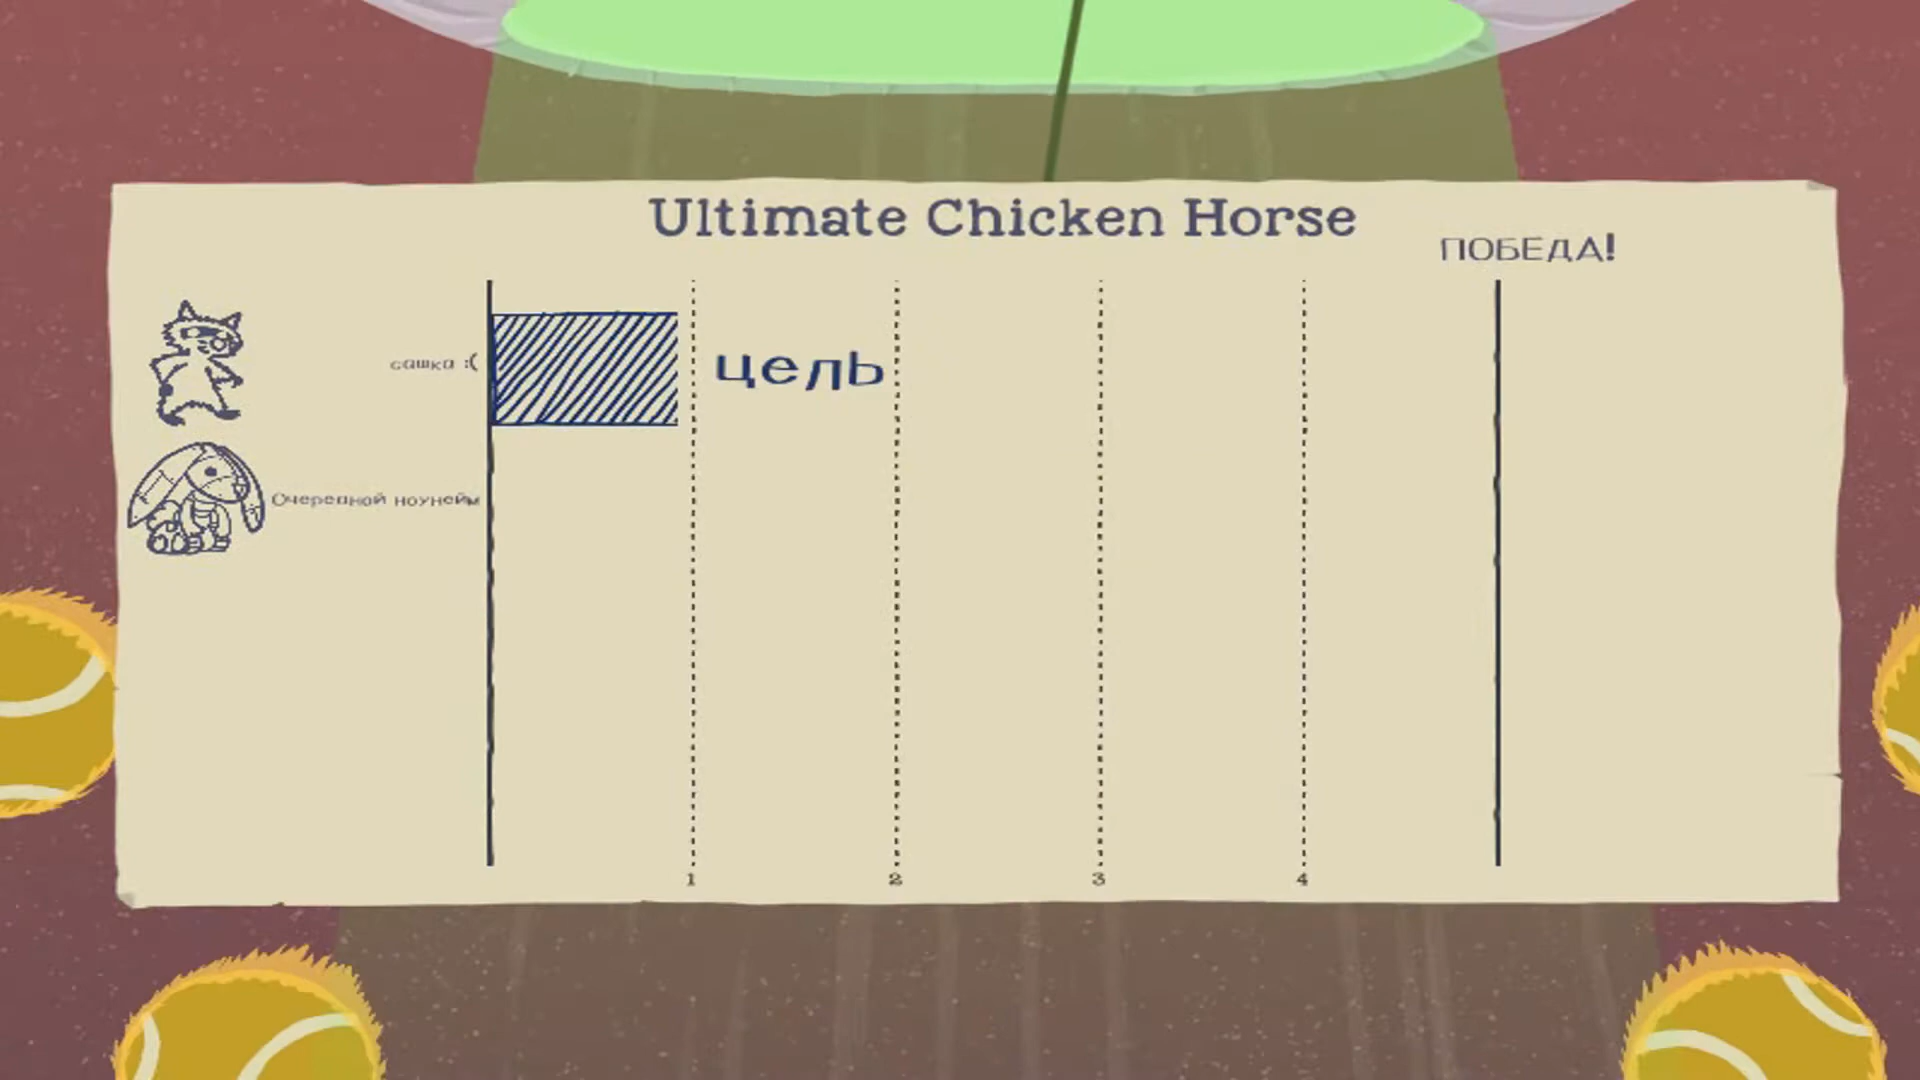 Ultimate Chicken Horse
ПОБЕДА!
сашка :(
цель
Очередной ноунейм
1 2 3 4